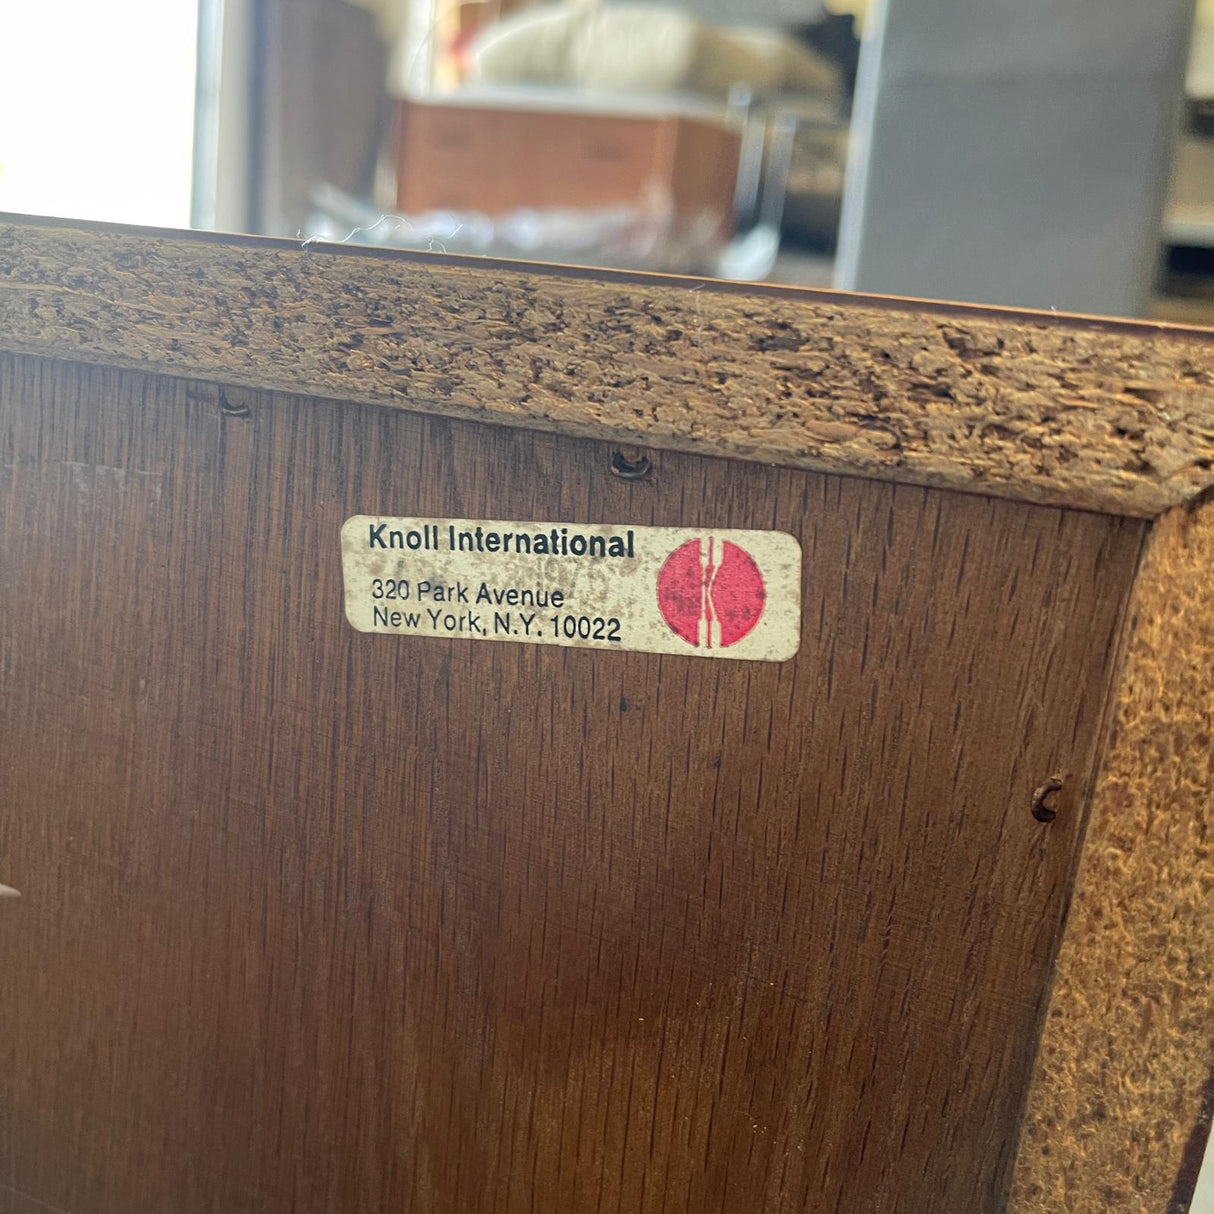 Knoll International
320 Park Avenue
New York, N.Y. 10022